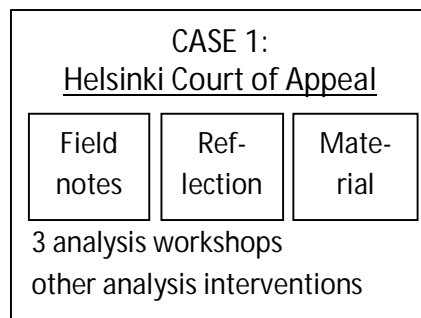 CASE 1:
Helsinki Court of Appeal
Field
notes
Ref-
lection
Mate-
rial
3 analysis workshops
other analysis interventions